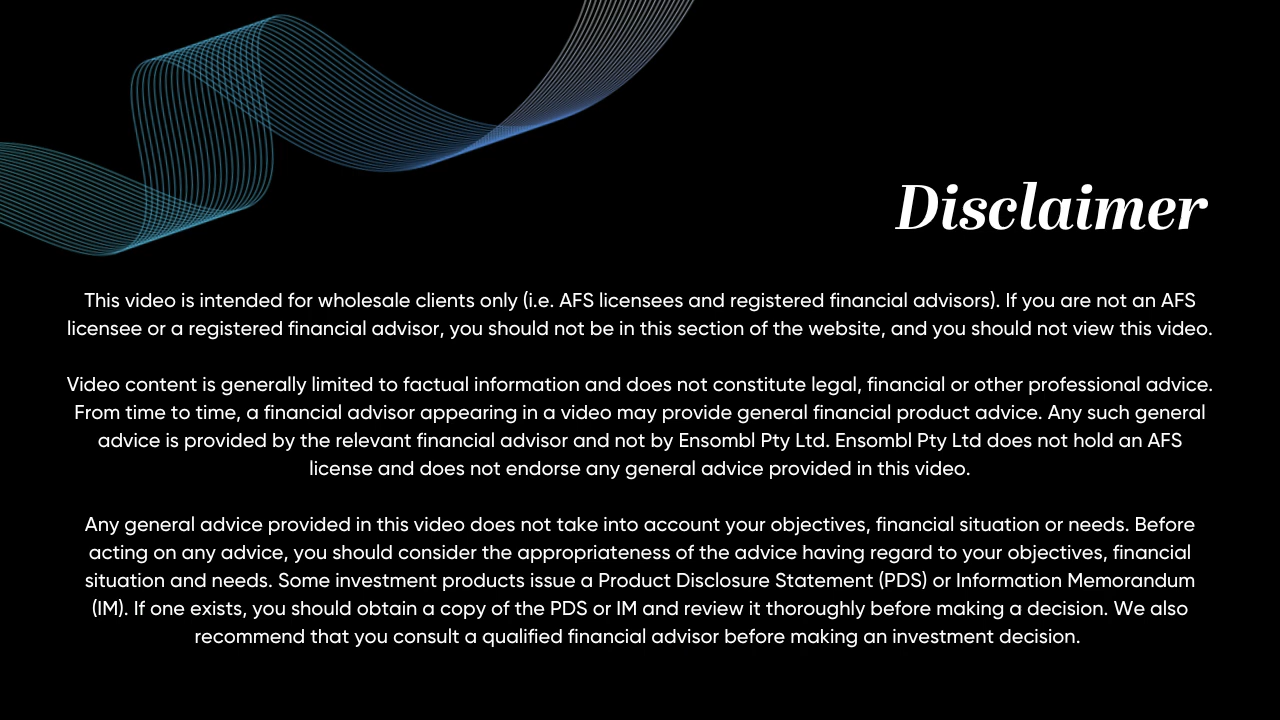 Disclaimer
This video is intended for wholesale clients only (i.e. AFS licensees and registered financial advisors). If you are not an AFS
licensee or a registered financial advisor, you should not be in this section of the website, and you should not view this video.
Video content is generally limited to factual information and does not constitute legal, financial or other professional advice.
From time to time, a financial advisor appearing in a video may provide general financial product advice. Any such general
advice is provided by the relevant financial advisor and not by Ensombl Pty Ltd. Ensombl Pty Ltd does not hold an AFS
license and does not endorse any general advice provided in this video.
Any general advice provided in this video does not take into account your objectives, financial situation or needs. Before
acting on any advice, you should consider the appropriateness of the advice having regard to your objectives, financial
situation and needs. Some investment products issue a Product Disclosure Statement (PDS) or Information Memorandum
(IM). If one exists, you should obtain a copy of the PDS or IM and review it thoroughly before making a decision. We also
recommend that you consult a qualified financial advisor before making an investment decision.